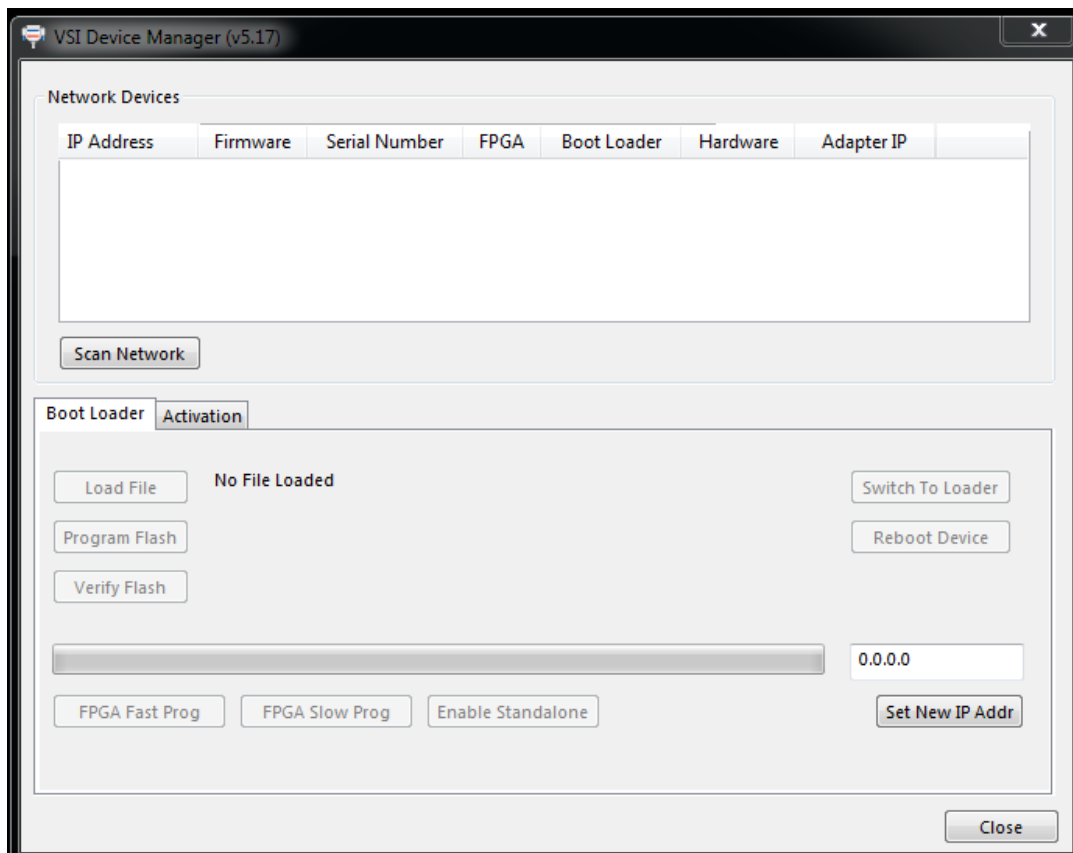 VSI Device Manager (v5.17)
X
Network Devices
IP Address Firmware Serial Number FPGA Boot Loader Hardware Adapter IP
Scan Network
Boot Loader Activation
Load File No File Loaded Switch To Loader
Program Flash Reboot Device
Verify Flash
0.0.0.0
FPGA Fast Prog FPGA Slow Prog Enable Standalone Set New IP Addr
Close